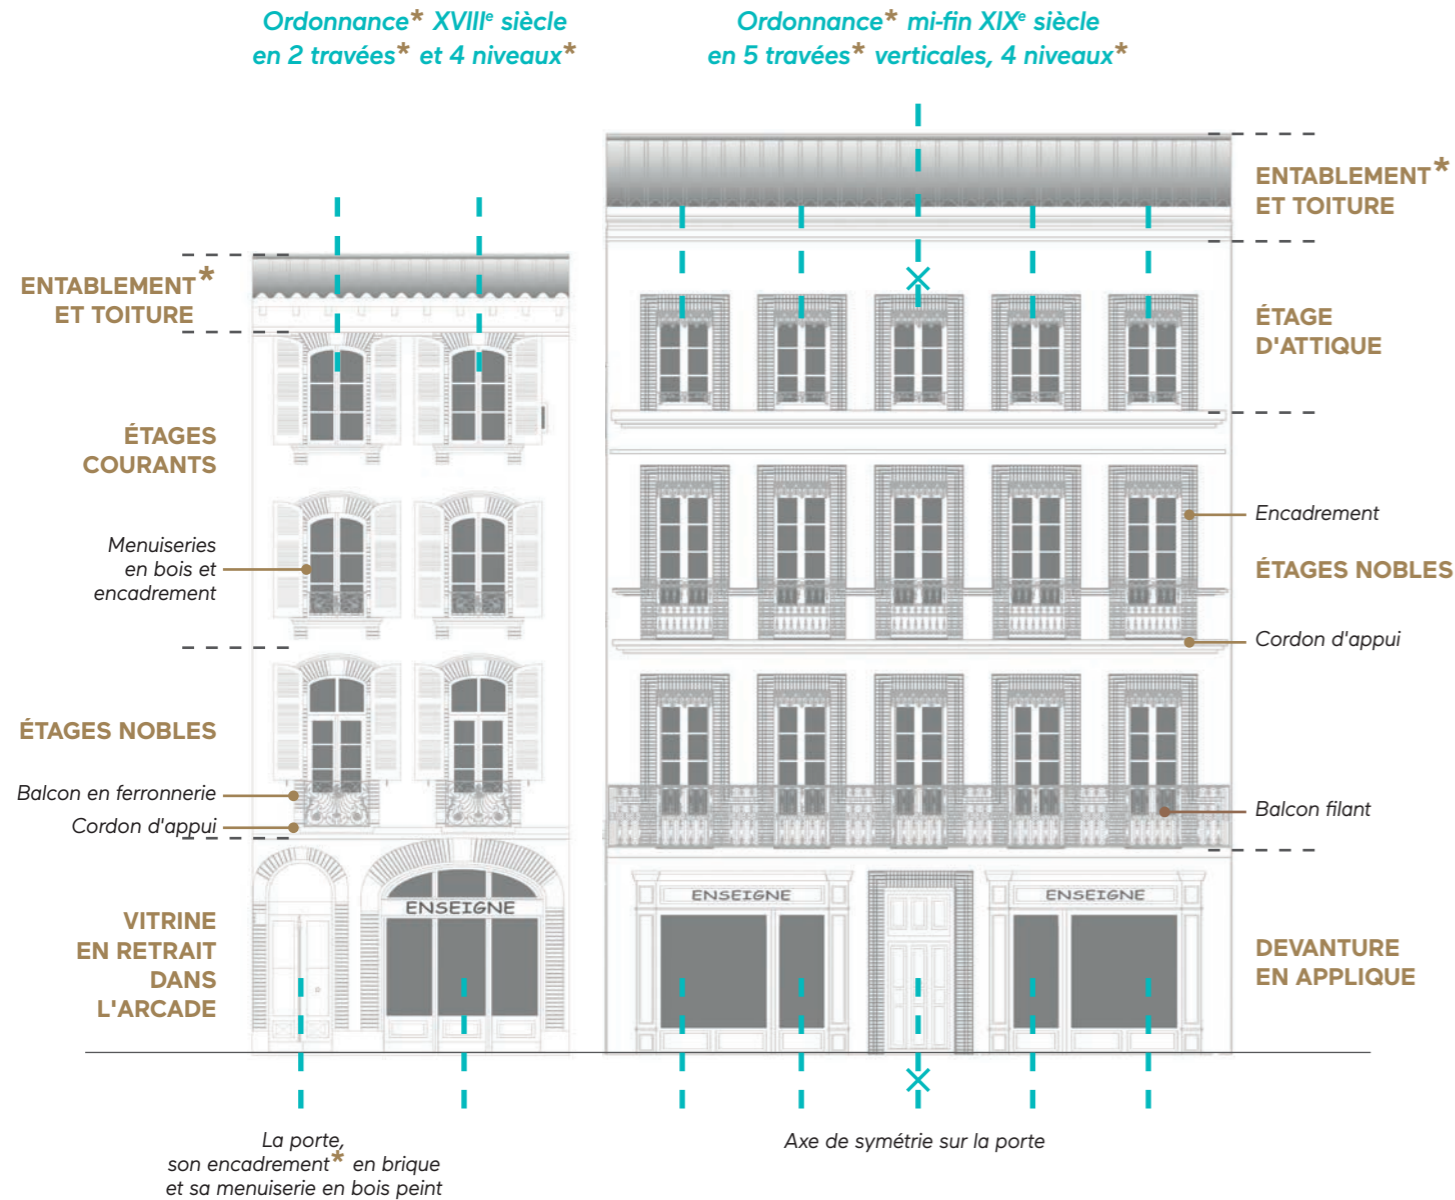 Ordonnance* XVIIIe siècle
en 2 travées* et 4 niveaux*
Ordonnance* mi-fin XIXe siècle
en 5 travées* verticales, 4 niveaux*
ENTABLEMENT*
ET TOITURE
ÉTAGES
COURANTS
Menuiseries
en bois et
encadrement
ÉTAGES NOBLES
Balcon en ferronnerie
Cordon d'appui
VITRINE
EN RETRAIT
DANS
L'ARCADE
ENSEIGNE
La porte,
son encadrement* en brique
et sa menuiserie en bois peint
ENTABLEMENT*
ET TOITURE
ÉTAGE
D'ATTIQUE
Encadrement
ÉTAGES NOBLES
Cordon d'appui
Balcon filant
ENSEIGNE
ENSEIGNE
DEVANTURE
EN APPLIQUE
Axe de symétrie sur la porte